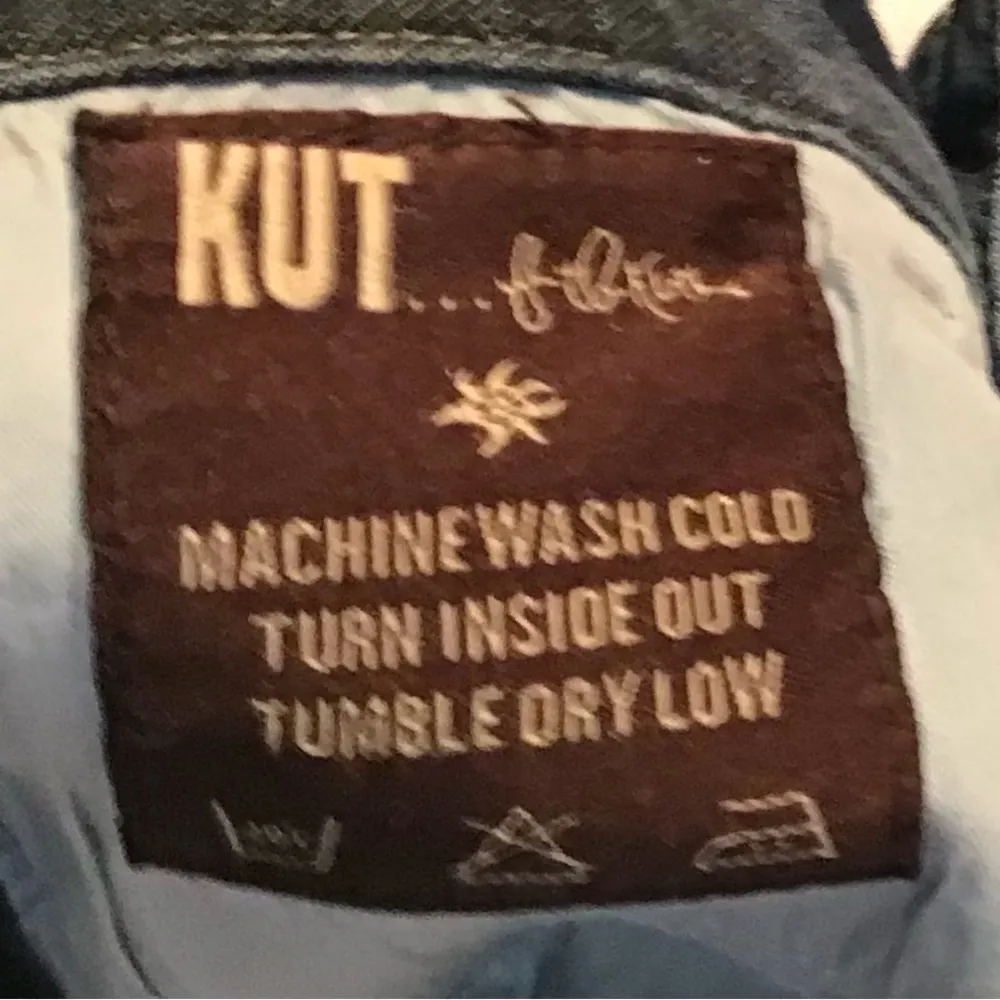 KUT...
MACHINE WASH COLD
TURN INSIDE OUT
TUMBLE DRY LOW